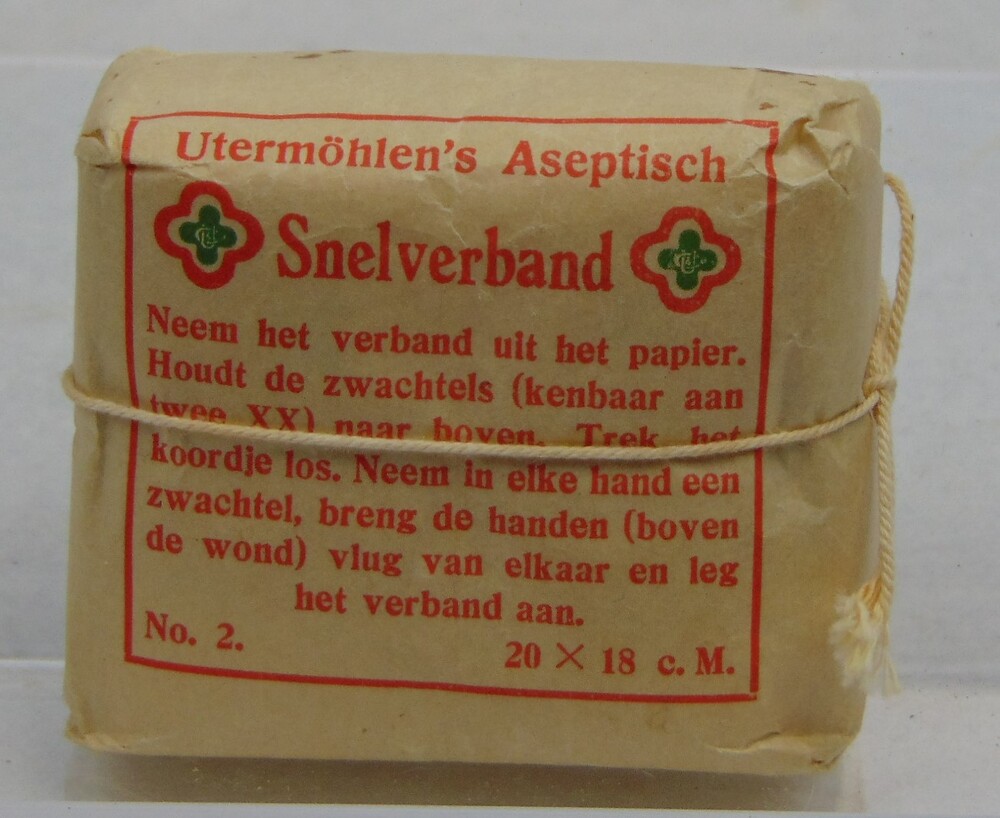 Utermöhlen's Aseptisch
Snelverband
Neem het verband uit het papier.
Houdt de zwachtels (kenbaar aan
twee XX) naar boven. Trek het
koordje los. Neem in elke hand een
zwachtel, breng de handen (boven
de wond) vlug van elkaar en leg
het verband aan.
No. 2. 20 × 18 c. M.